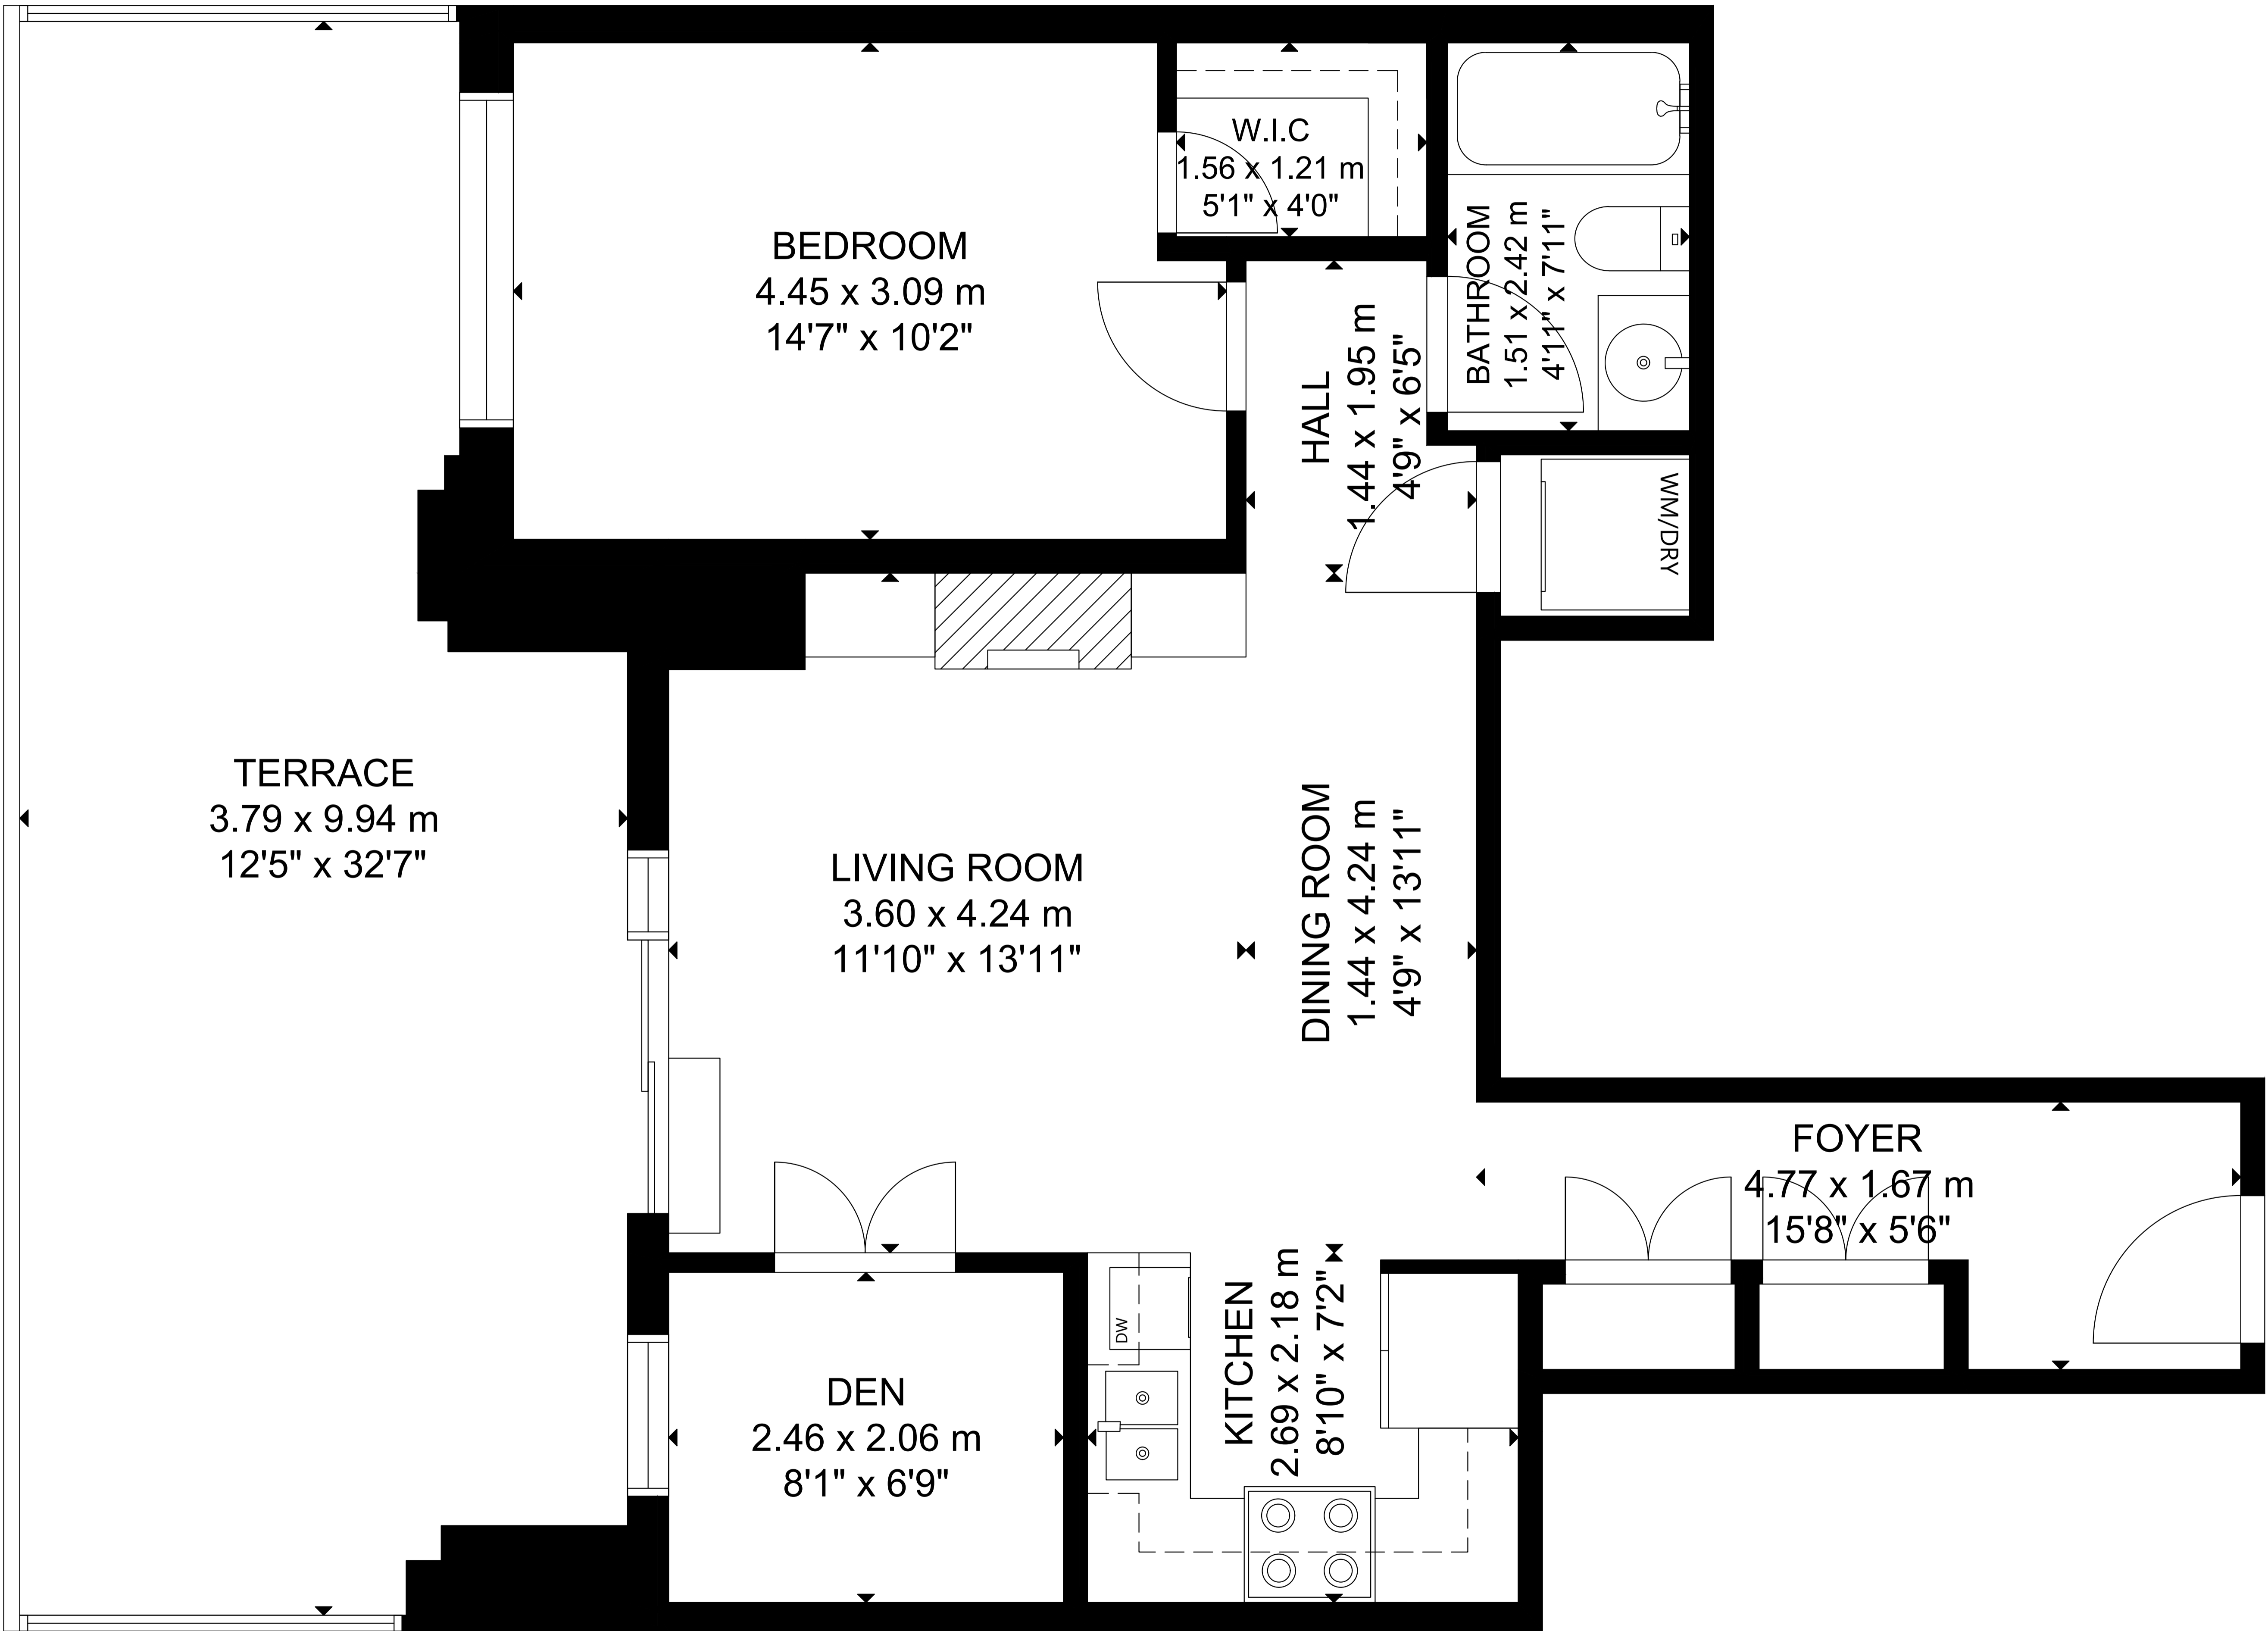 W.I.C
1.56 x 1.21 m
5'1" x 4'0"
BEDROOM
4.45 x 3.09 m
14'7" x 10'2"
BATHROOM
1.51 x 2.42 m
4'11" x 7'11"
HALL
1.44 x 1.95 m
4'9" x 6'5"
WM/DRY
TERRACE
3.79 x 9.94 m
12'5" x 32'7"
LIVING ROOM
3.60 x 4.24 m
11'10" x 13'11"
DINING ROOM
1.44 x 4.24 m
4'9" x 13'11"
FOYER
4.77 x 1.67 m
15'8" x 5'6"
DEN
2.46 x 2.06 m
8'1" x 6'9"
DW
KITCHEN
2.69 x 2.18 m
8'10" x 7'2"